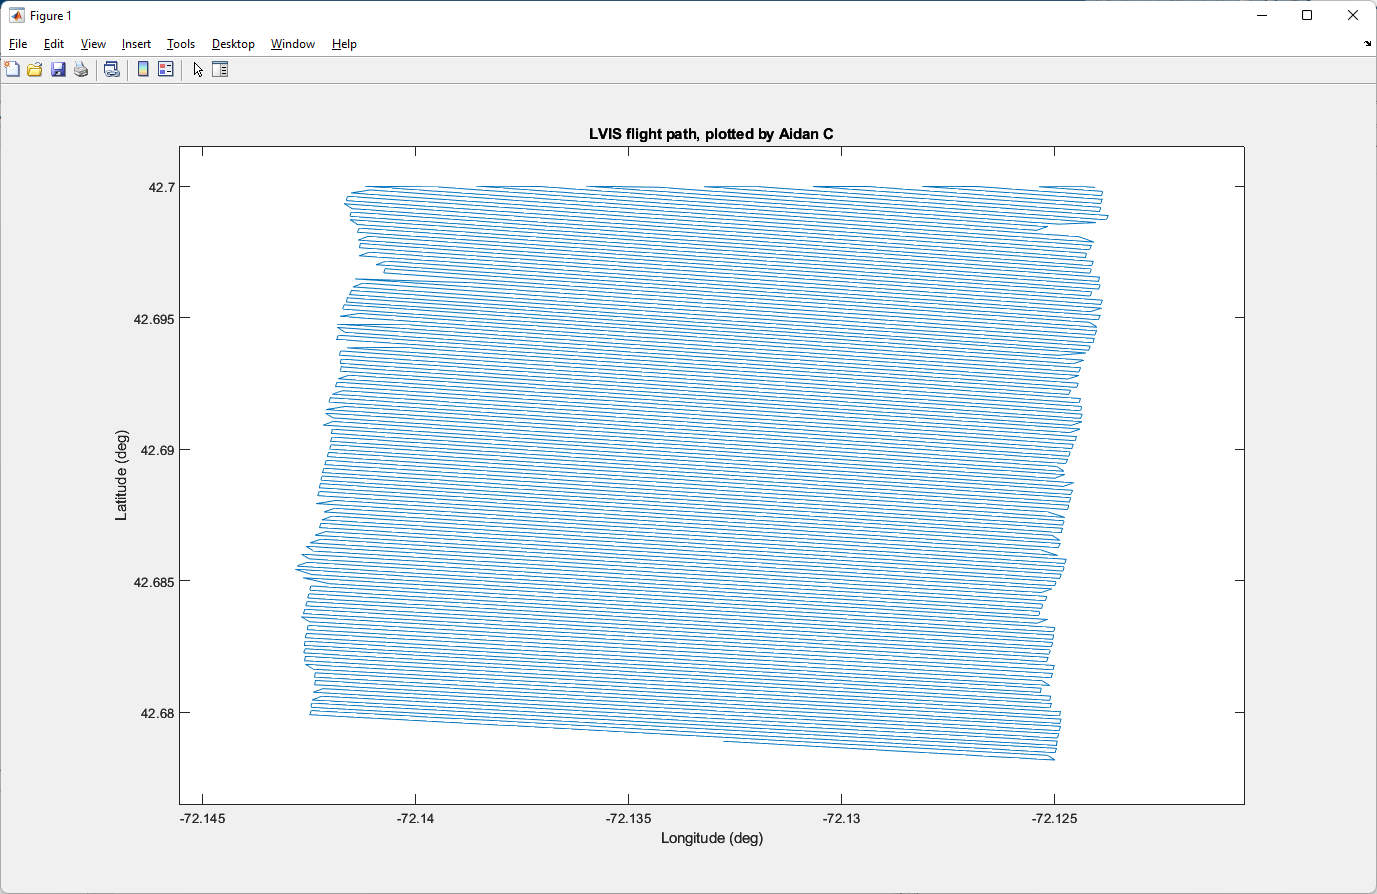 Figure 1
File Edit View Insert Tools Desktop Window Help
LVIS flight path, plotted by Aidan C
42.7
42.695
42.69
42.685
42.68
Latitude (deg)
-72.145 -72.14 -72.135 -72.13 -72.125
Longitude (deg)